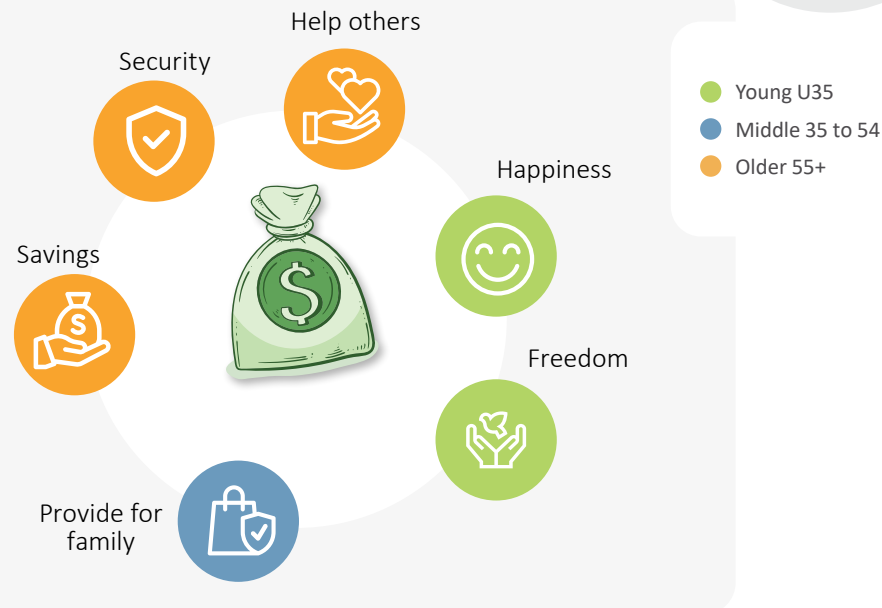 Help others
Security
Happiness
Savings
Freedom
Provide for
family
$
S
Young U35
Middle 35 to 54
Older 55+